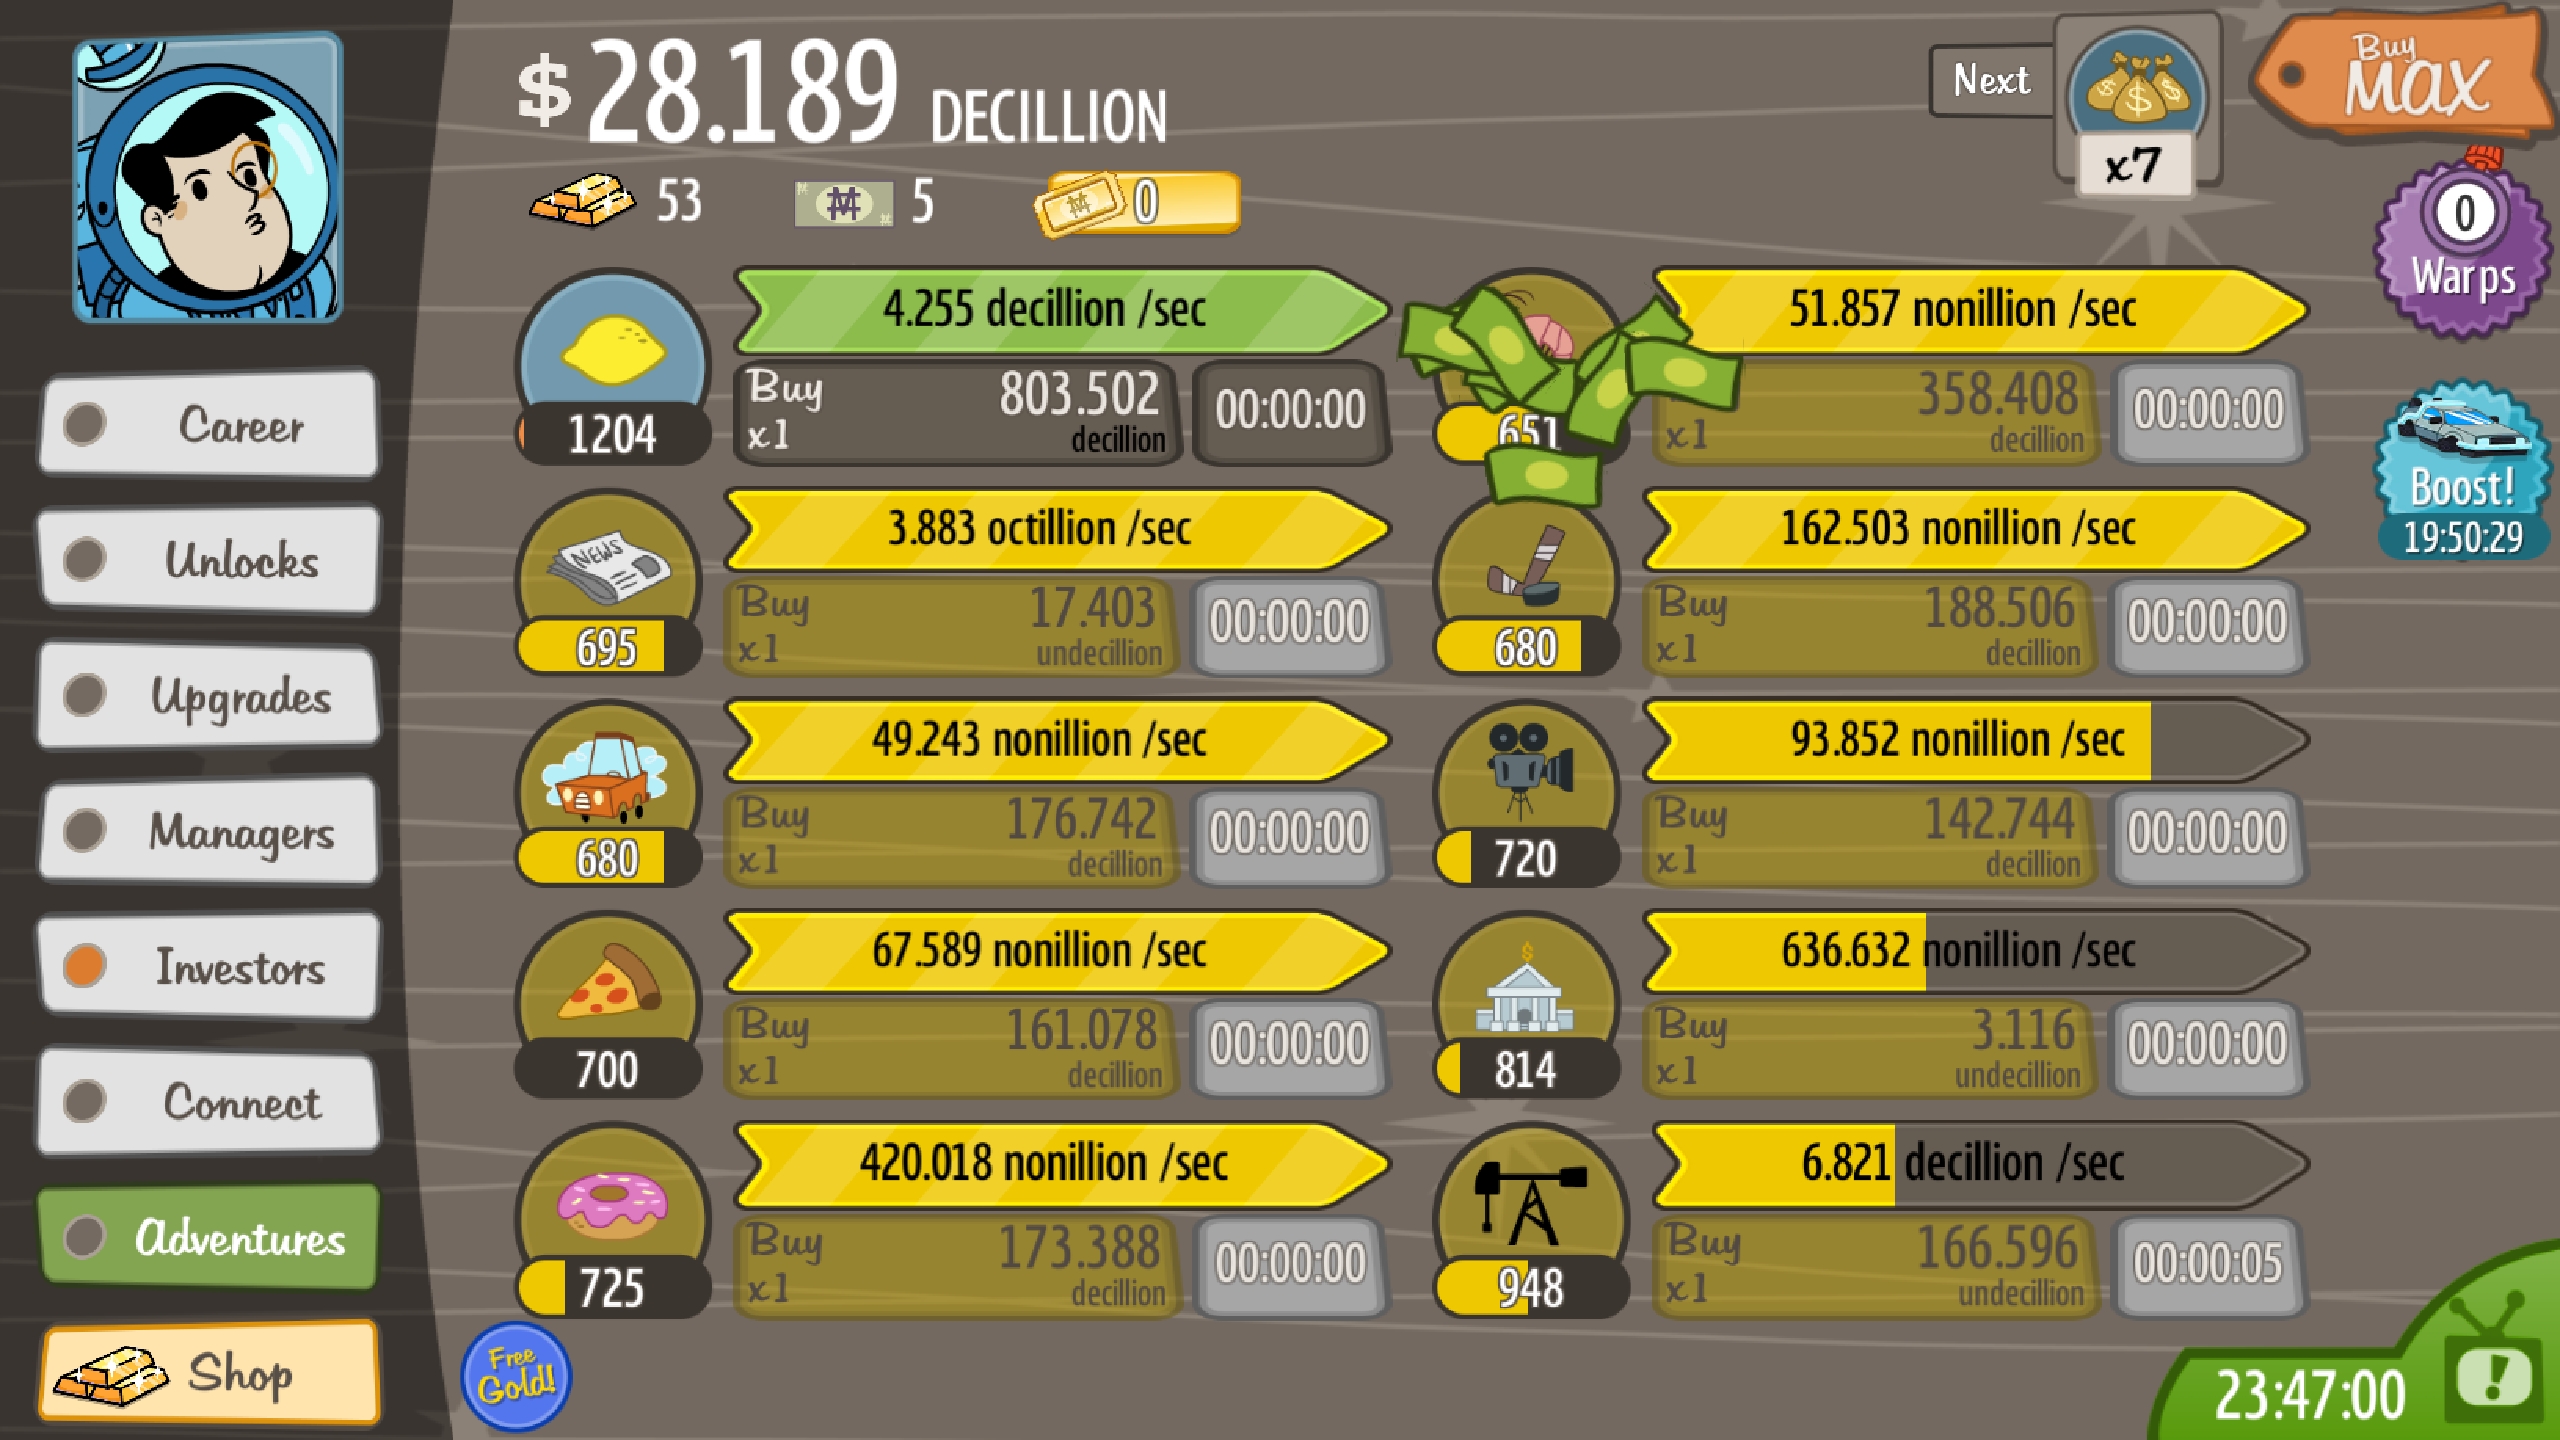 $28.189 DECILLION
Next
x7
Buy
MAX
53
5
0
0
Warps
Boost!
19:50:29
Career
Unlocks
Upgrades
Managers
Investors
Connect
Adventures
Shop
4.255 decillion /sec
1204
Buy
x1
803.502
decillion
00:00:00
51.857 nonillion /sec
651
x1
358.408
decillion
00:00:00
NEWS
3.883 octillion /sec
695
Buy
x1
17.403
undecillion
00:00:00
162.503 nonillion /sec
680
Buy
x1
188.506
decillion
00:00:00
49.243 nonillion /sec
680
Buy
x1
176.742
decillion
00:00:00
93.852 nonillion /sec
720
Buy
x1
142.744
decillion
00:00:00
67.589 nonillion /sec
700
Buy
x1
161.078
decillion
00:00:00
636.632 nonillion /sec
814
Buy
x1
3.116
undecillion
00:00:00
420.018 nonillion /sec
725
Buy
x1
173.388
decillion
00:00:00
6.821 decillion /sec
948
Buy
x1
166.596
undecillion
00:00:05
Free
Gold!
23:47:00
!